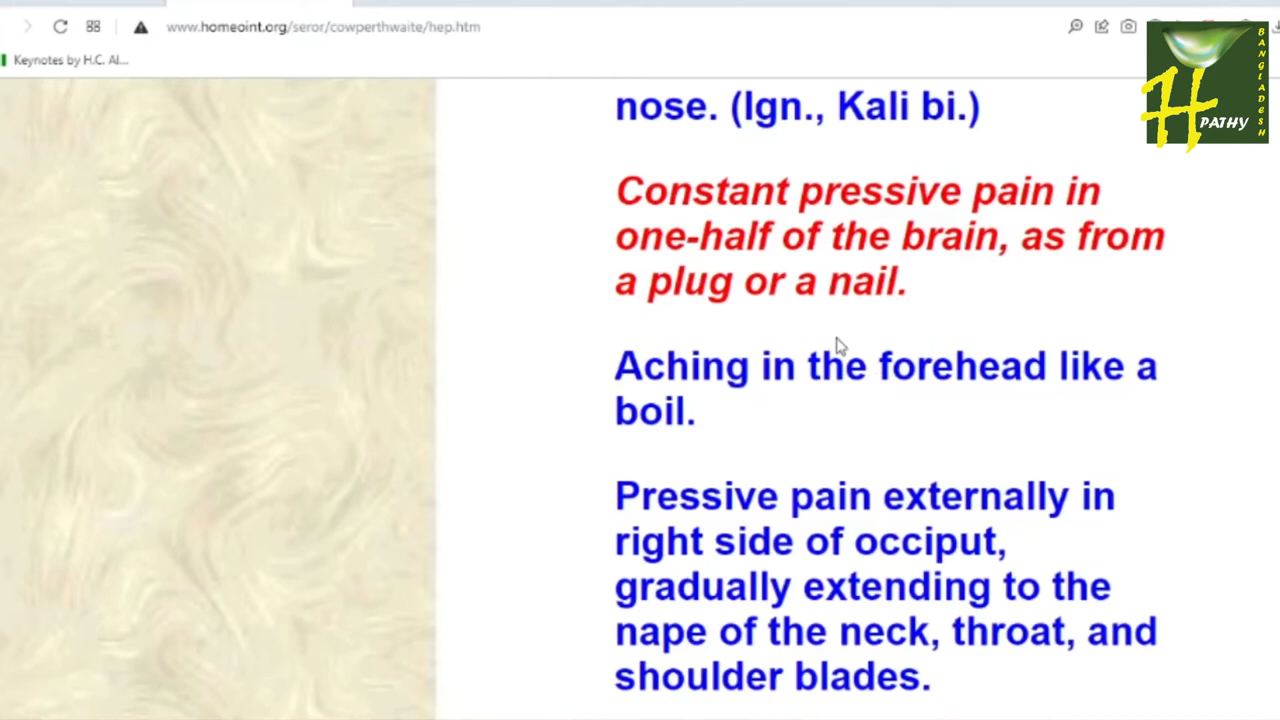 www.homeoint.org/seror/cowperthwaite/hep.htm
Keynotes by H.C. Al...
BANGLADESH
H
PATHY
nose. (Ign., Kali bi.)
Constant pressive pain in
one-half of the brain, as from
a plug or a nail.
Aching in the forehead like a
boil.
Pressive pain externally in
right side of occiput,
gradually extending to the
nape of the neck, throat, and
shoulder blades.